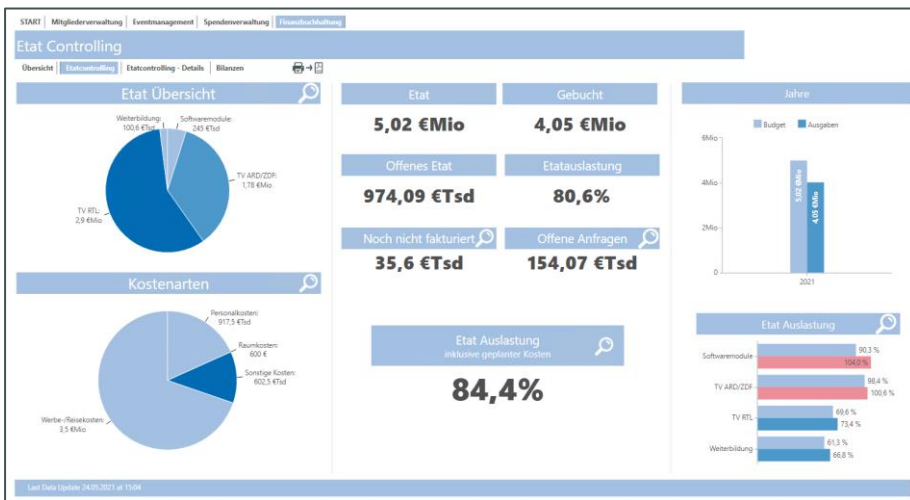 START | Mitgliederverwaltung | Eventmanagement | Spendenverwaltung | Finanzbuchhaltung
Etat Controlling
Übersicht | Etatcontrolling | Etatcontrolling - Details | Bilanzen
Etat Übersicht
Weiterbildung:
100,6 €Tsd
Softwaremodule:
245 €Tsd
TV ARD/ZDF:
1,78 €Mio
TV RTL:
2,9 €Mio
Kostenarten
Personalkosten:
917,5 €Tsd
Raumkosten:
600 €
Sonstige Kosten:
602,5 €Tsd
Werbe-/Reisekosten:
3,5 €Mio
Etat
5,02 €Mio
Gebucht
4,05 €Mio
Offenes Etat
974,09 €Tsd
Etatauslastung
80,6%
Noch nicht fakturiert
35,6 €Tsd
Offene Anfragen
154,07 €Tsd
Etat Auslastung
inklusive geplanter Kosten
84,4%
Jahre
Budget Ausgaben
6Mio
4Mio
2Mio
0
5,02 €Mio
4,05 €Mio
2021
Etat Auslastung
Softwaremodule
90,3 %
104,0 %
TV ARD/ZDF
98,4 %
100,6 %
TV RTL
69,6 %
73,4 %
Weiterbildung
61,3 %
66,8 %
Last Data Update 24.05.2021 at 15:04